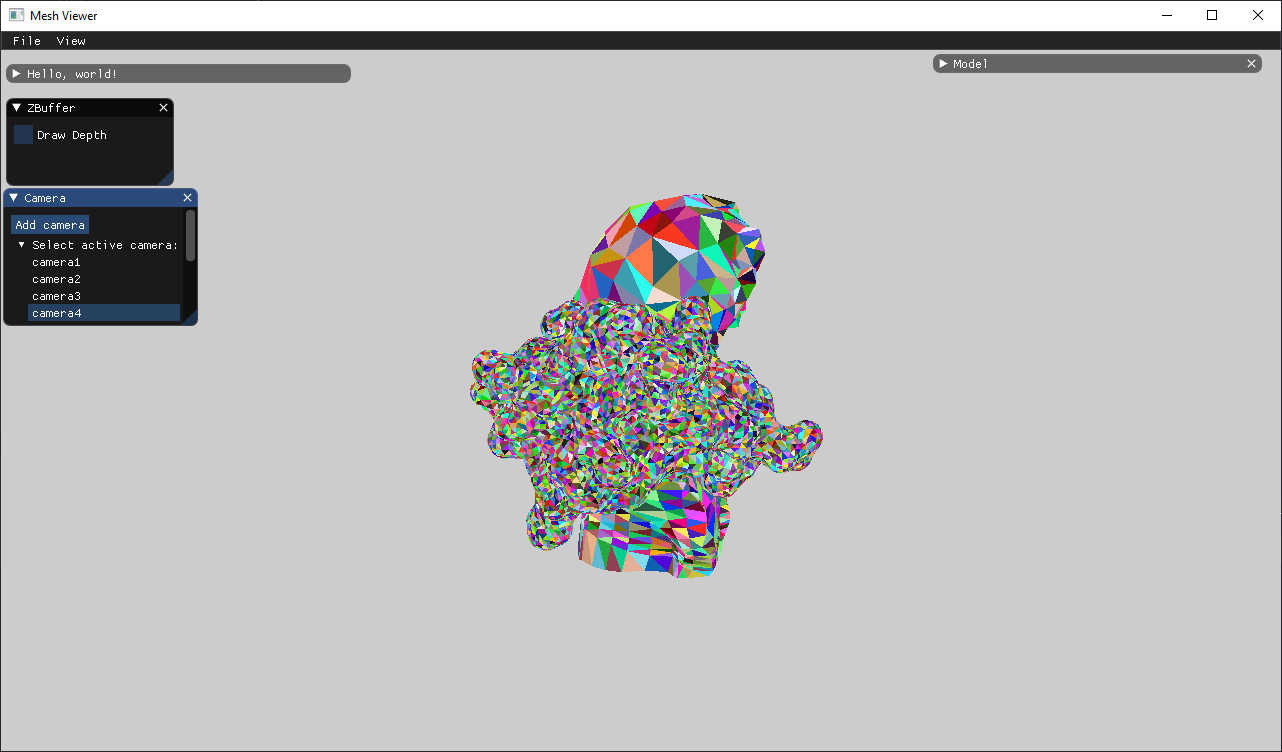 Mesh Viewer
File View
Hello, world!
Model
ZBuffer
Draw Depth
Camera
Add camera
Select active camera:
camera1
camera2
camera3
camera4